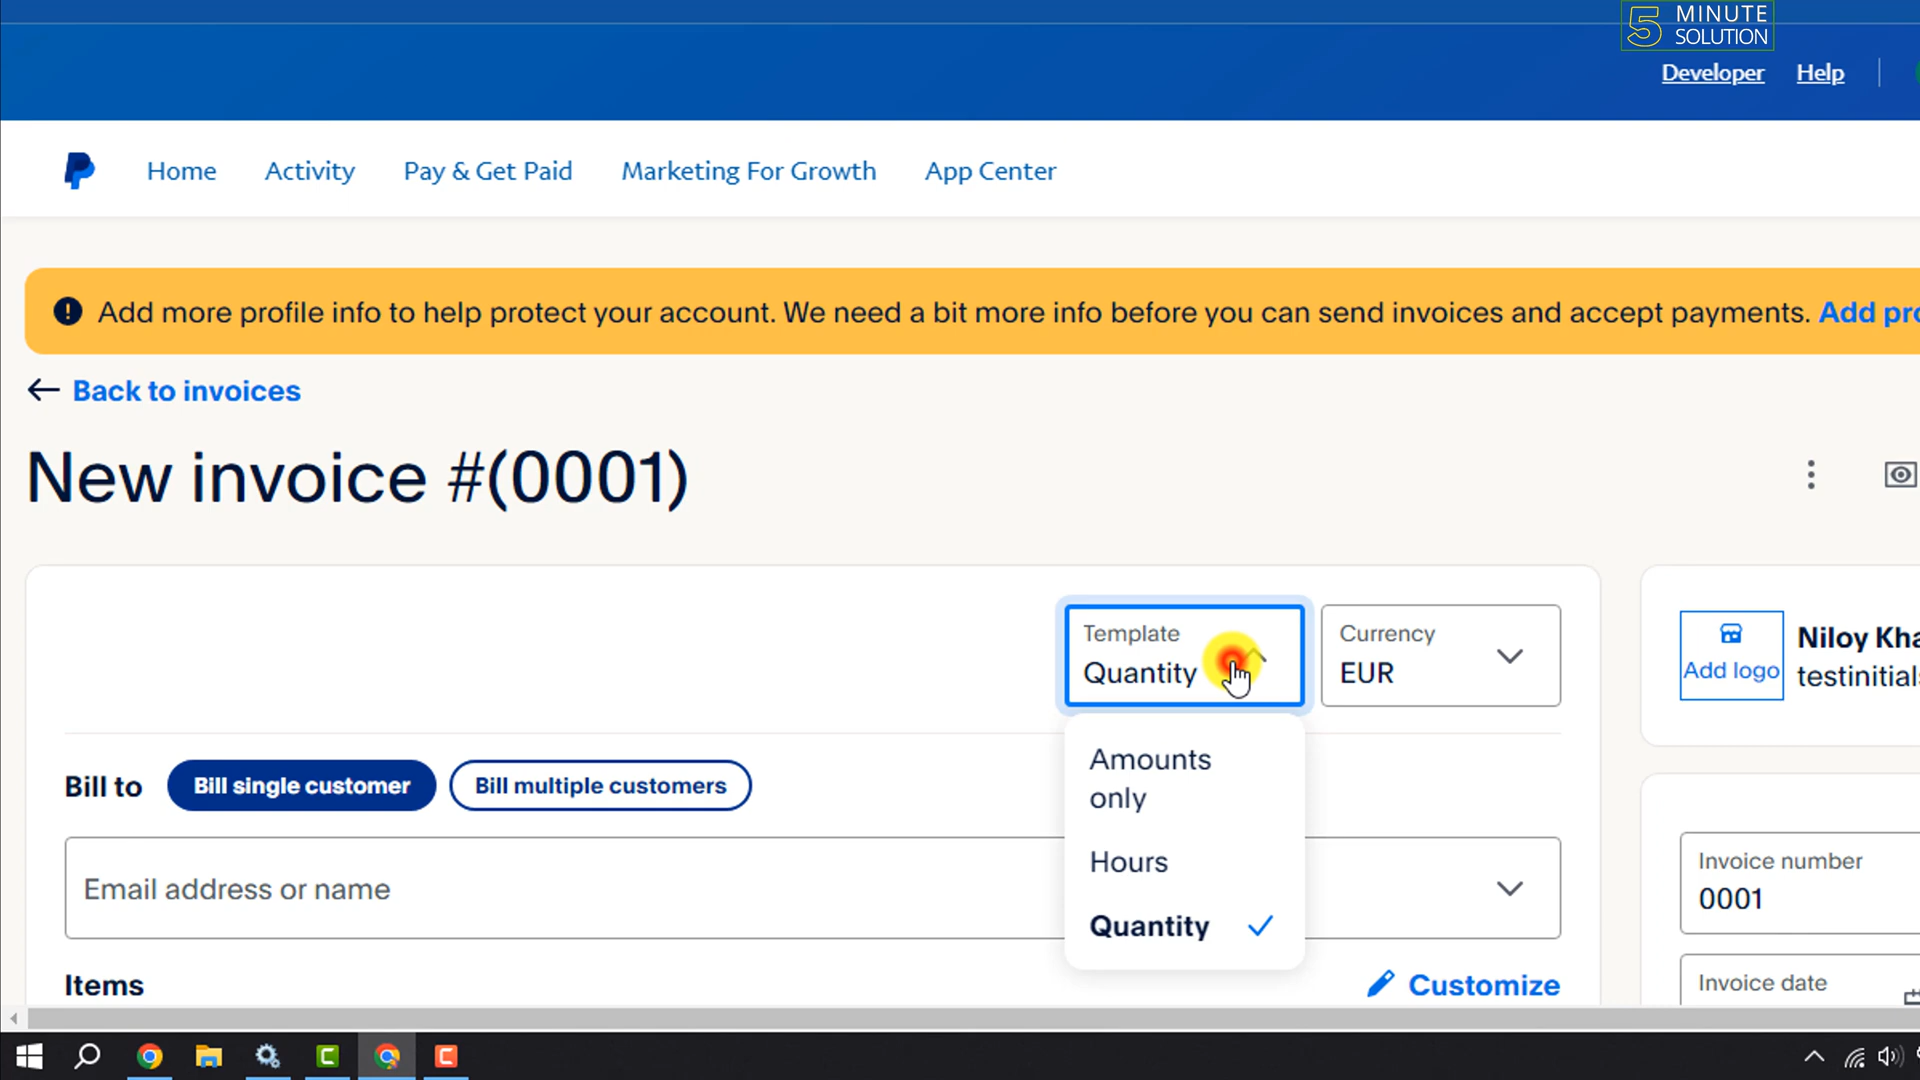 5 MINUTE
SOLUTION
Developer Help
Home Activity Pay & Get Paid Marketing For Growth App Center
Add more profile info to help protect your account. We need a bit more info before you can send invoices and accept payments. Add
Back to invoices
New invoice #(0001)
Template
Quantity
Currency
EUR
Add logo
Niloy
Amounts
only
Hours
Quantity
Bill to Bill single customer Bill multiple customers
Email address or name
Invoice number
0001
Items
Customize
Invoice date